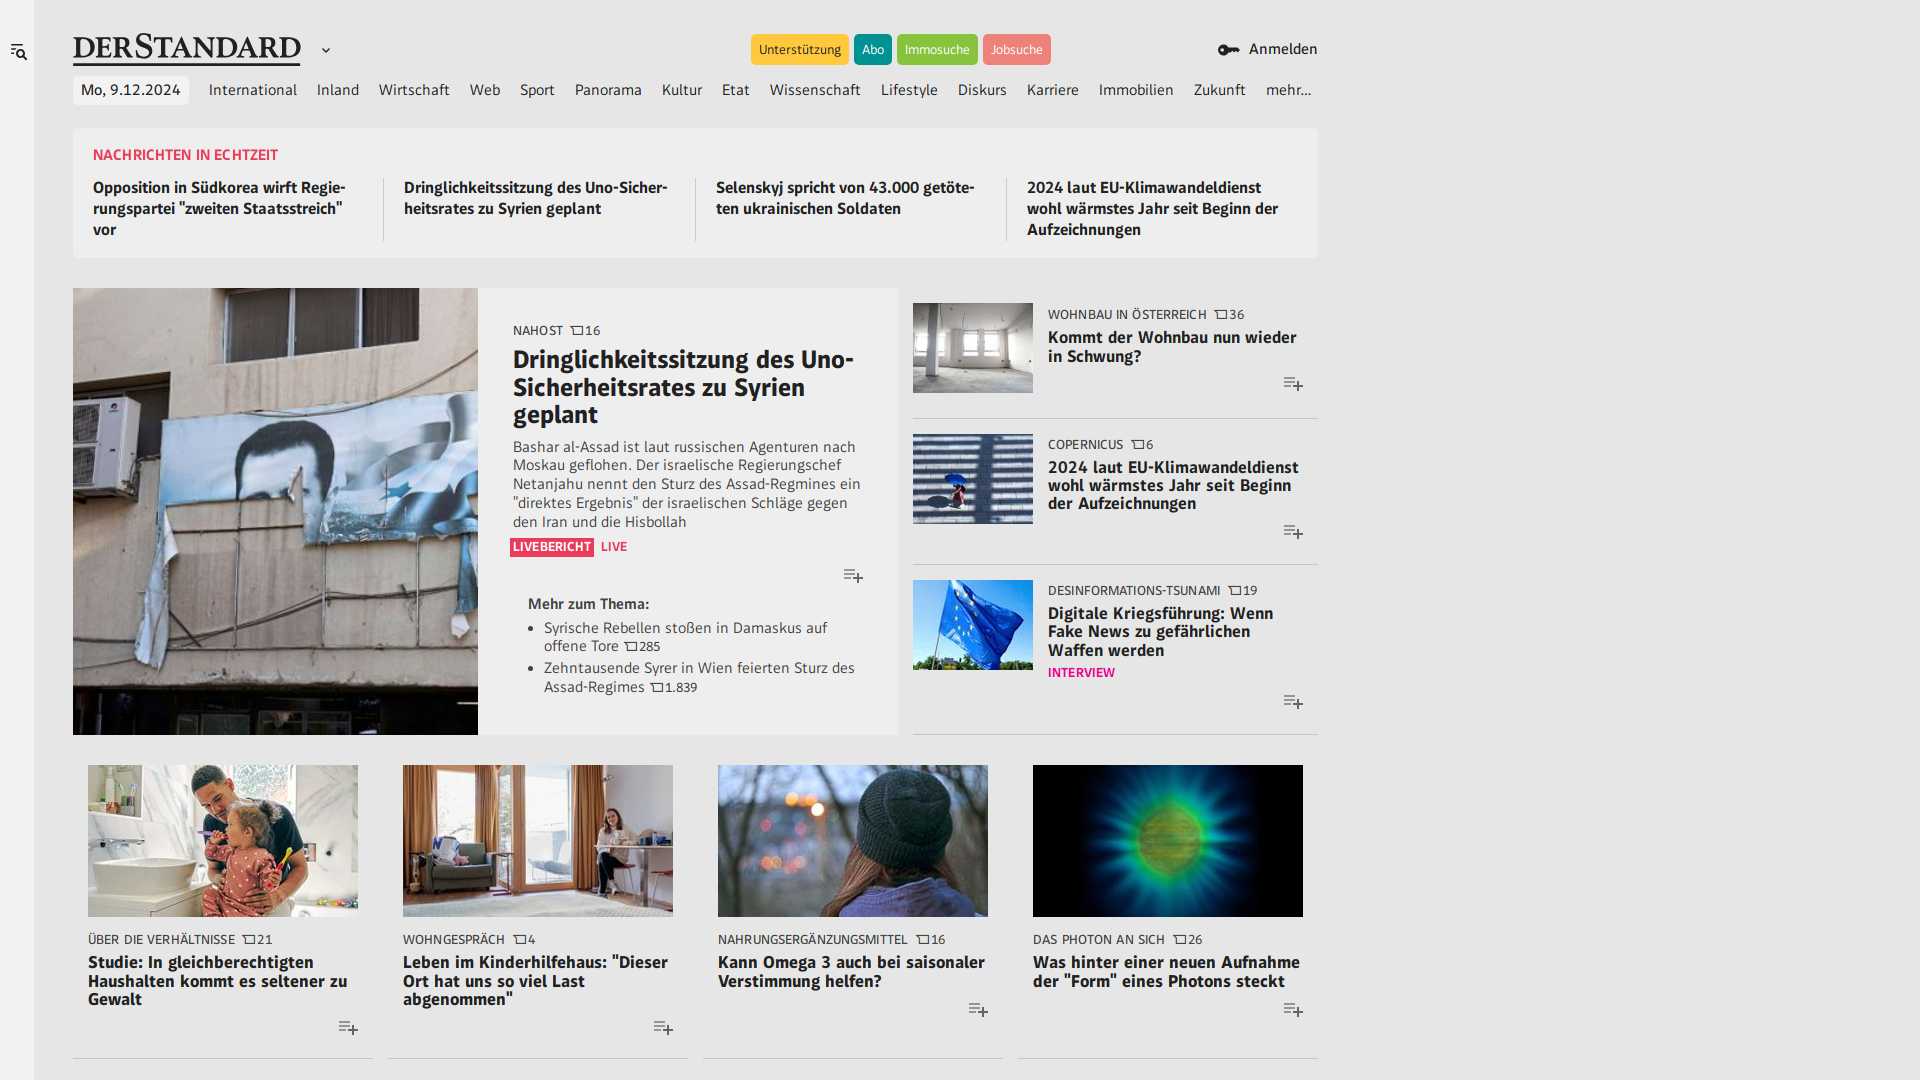 DERSTANDARD
Unterstützung Abo Immosuche Jobsuche
Anmelden
Mo, 9.12.2024 International Inland Wirtschaft Web Sport Panorama Kultur Etat Wissenschaft Lifestyle Diskurs Karriere Immobilien Zukunft mehr...
NACHRICHTEN IN ECHTZEIT
Opposition in Südkorea wirft Regie-
rungspartei "zweiten Staatsstreich"
vor
Dringlichkeitssitzung des Uno-Sicher-
heitsrates zu Syrien geplant
Selenskyj spricht von 43.000 getöte-
ten ukrainischen Soldaten
2024 laut EU-Klimawandeldienst
wohl wärmstes Jahr seit Beginn der
Aufzeichnungen
NAHOST 16
Dringlichkeitssitzung des Uno-
Sicherheitsrates zu Syrien
geplant
Bashar al-Assad ist laut russischen Agenturen nach
Moskau geflohen. Der israelische Regierungschef
Netanjahu nennt den Sturz des Assad-Regmines ein
"direktes Ergebnis" der israelischen Schläge gegen
den Iran und die Hisbollah
LIVEBERICHT LIVE
Mehr zum Thema:
• Syrische Rebellen stoßen in Damaskus auf
offene Tore 285
• Zehntausende Syrer in Wien feierten Sturz des
Assad-Regimes 1.839
WOHNBAU IN ÖSTERREICH 36
Kommt der Wohnbau nun wieder
in Schwung?
COPERNICUS 6
2024 laut EU-Klimawandeldienst
wohl wärmstes Jahr seit Beginn
der Aufzeichnungen
DESINFORMATIONS-TSUNAMI 19
Digitale Kriegsführung: Wenn
Fake News zu gefährlichen
Waffen werden
INTERVIEW
ÜBER DIE VERHÄLTNISSE 21
Studie: In gleichberechtigten
Haushalten kommt es seltener zu
Gewalt
WOHNGESPRÄCH 4
Leben im Kinderhilfehaus: "Dieser
Ort hat uns so viel Last
abgenommen"
NAHRUNGSERGÄNZUNGSMITTEL 16
Kann Omega 3 auch bei saisonaler
Verstimmung helfen?
DAS PHOTON AN SICH 26
Was hinter einer neuen Aufnahme
der "Form" eines Photons steckt